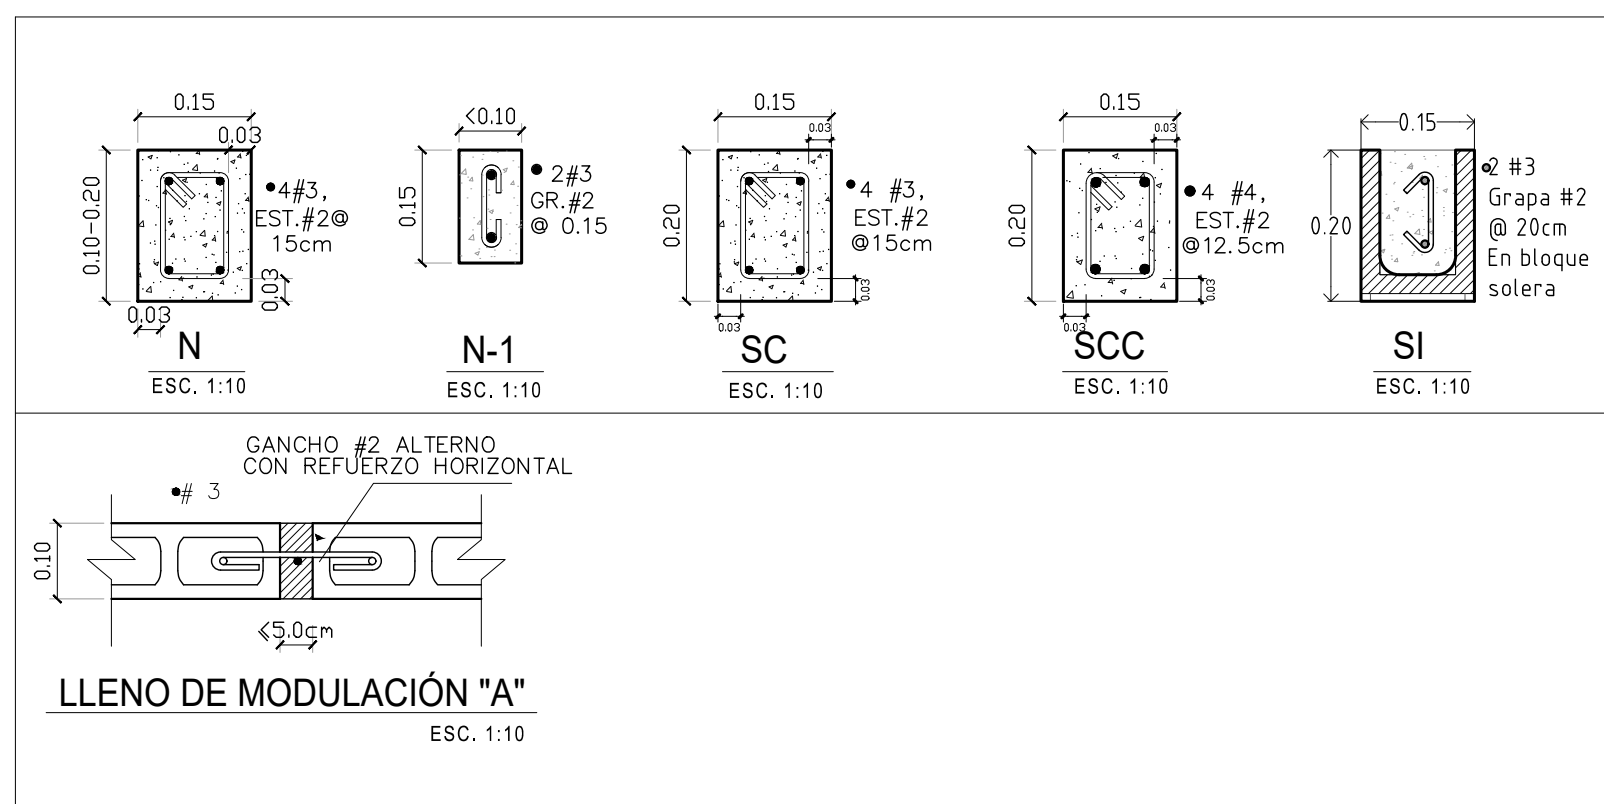 0.15
0.03
0.10-0.20
4#3,
EST.#2@
15cm
0.03
0.03
N
ESC. 1:10
<0.10
0.15
2#3
GR.#2
@ 0.15
N-1
ESC. 1:10
0.15
0.03
0.20
4 #3,
EST.#2
@15cm
0.03
0.03
SC
ESC. 1:10
0.15
0.03
0.20
4 #4,
EST.#2
@12.5cm
0.03
0.03
SCC
ESC. 1:10
0.15
0.20
2 #3
Grapa #2
@ 20cm
En bloque
solera
SI
ESC. 1:10
GANCHO #2 ALTERNO
CON REFUERZO HORIZONTAL
# 3
0.10
⩽5.0cm
LLENO DE MODULACIÓN "A"
ESC. 1:10